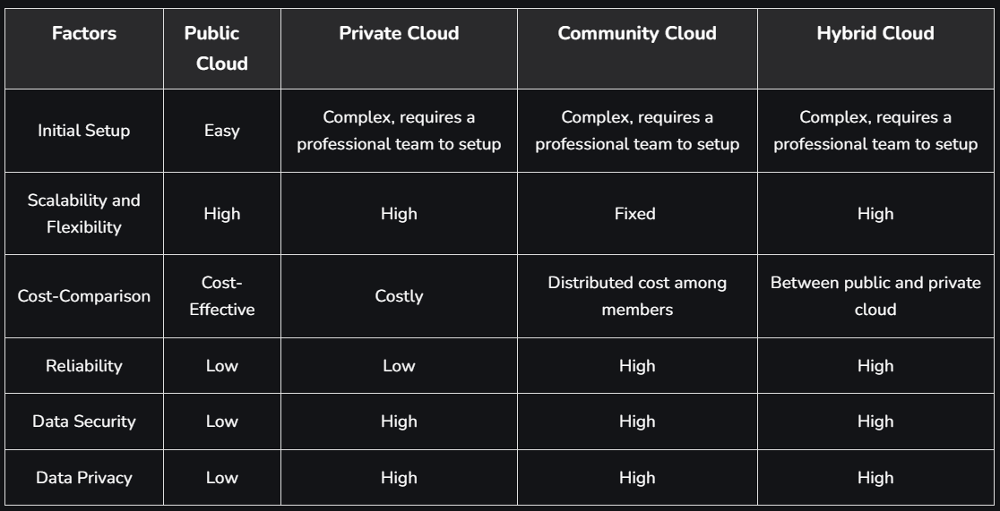 Factors
Public
Cloud
Private Cloud
Community Cloud
Hybrid Cloud
Initial Setup
Easy
Complex, requires a
professional team to setup
Complex, requires a
professional team to setup
Complex, requires a
professional team to setup
Scalability and
Flexibility
High
High
Fixed
High
Cost-Comparison
Cost-
Effective
Costly
Distributed cost among
members
Between public and private
cloud
Reliability
Low
Low
High
High
Data Security
Low
High
High
High
Data Privacy
Low
High
High
High